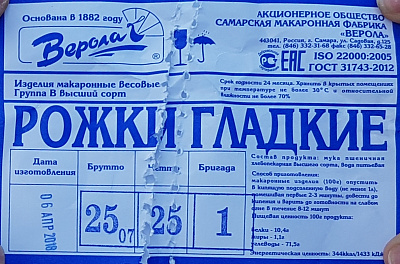 Основана в 1882 году
Верола
АКЦИОНЕРНОЕ ОБЩЕСТВО
САМАРСКАЯ МАКАРОННАЯ ФАБРИКА
"ВЕРОЛА"
443041, Россия, г. Самара, ул. Садовая, д.125
тел. (846) 332-31-68 факс (846) 332-65-28
РСТ ЕАС ISO 22000:2005
ГОСТ 31743-2012
Изделия макаронные весовые
Группа В Высший сорт
Срок годности 24 месяца. Хранить в крытых помещениях
при температуре не более 30°С и относительной
влажности не более 70%
РОЖКИ ГЛАДКИЕ
Дата
изготовления
06 АПР 2018
Брутто
25 07
25
Бригада
1
Состав продукта: мука пшеничная
хлебопекарная высшего сорта, вода питьевая
Способ приготовления:
макаронные изделия (100г) опустить
в кипящую подсоленную воду (не менее 1л),
помешивая первые 2-3 минуты, довести до
кипения и варить до готовности на слабом
огне в течение 8-12 минут
Пищевая ценность 100г продукта:
белки - 10,4г
жиры - 1,1г
углеводы - 71,5г
Энергетическая ценность: 344ккал/1433 кДж